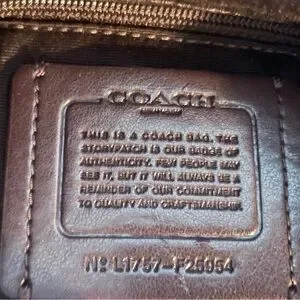 COACH
THIS IS A COACH BAG. THE
STORYPATCH IS OUR BADGE OF
AUTHENTICITY. FEW PEOPLE MAY
SEE IT, BUT IT WILL ALWAYS BE A
REMINDER OF OUR COMMITMENT
TO QUALITY AND CRAFTSMANSHIP.
Nº L1757-F25054